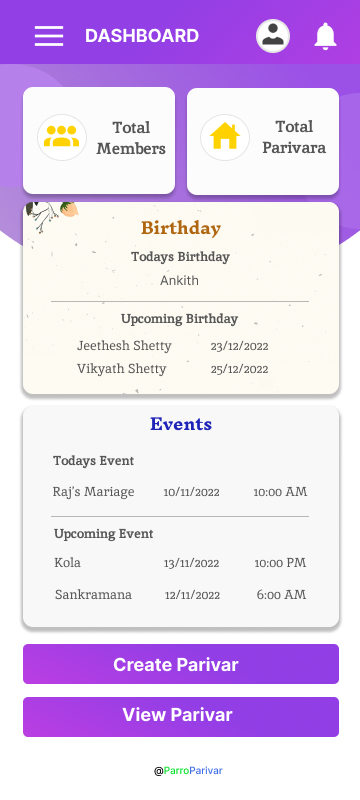 DASHBOARD
Total
Members
Total
Parivara
Birthday
Todays Birthday
Ankith
Upcoming Birthday
Jeethesh Shetty 23/12/2022
Vikyath Shetty 25/12/2022
Events
Todays Event
Raj's Mariage 10/11/2022 10:00 AM
Upcoming Event
Kola 13/11/2022 10:00 PM
Sankramana 12/11/2022 6:00 AM
Create Parivar
View Parivar
@ParroParivar